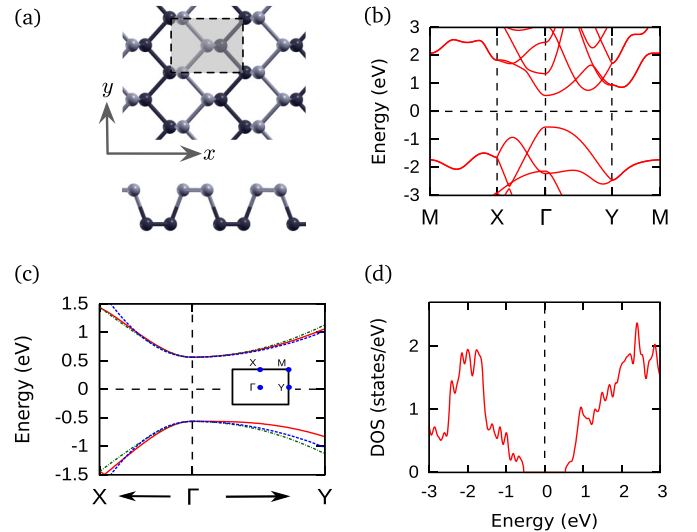 (a)
y
x
(b)
Energy (eV)
3
2
1
0
-1
-2
-3
M X Γ Y M
(c)
Energy (eV)
1.5
1
0.5
0
-0.5
-1
-1.5
X M
Γ Y
X Γ Y
(d)
DOS (states/eV)
2
1
0
-3 -2 -1 0 1 2 3
Energy (eV)